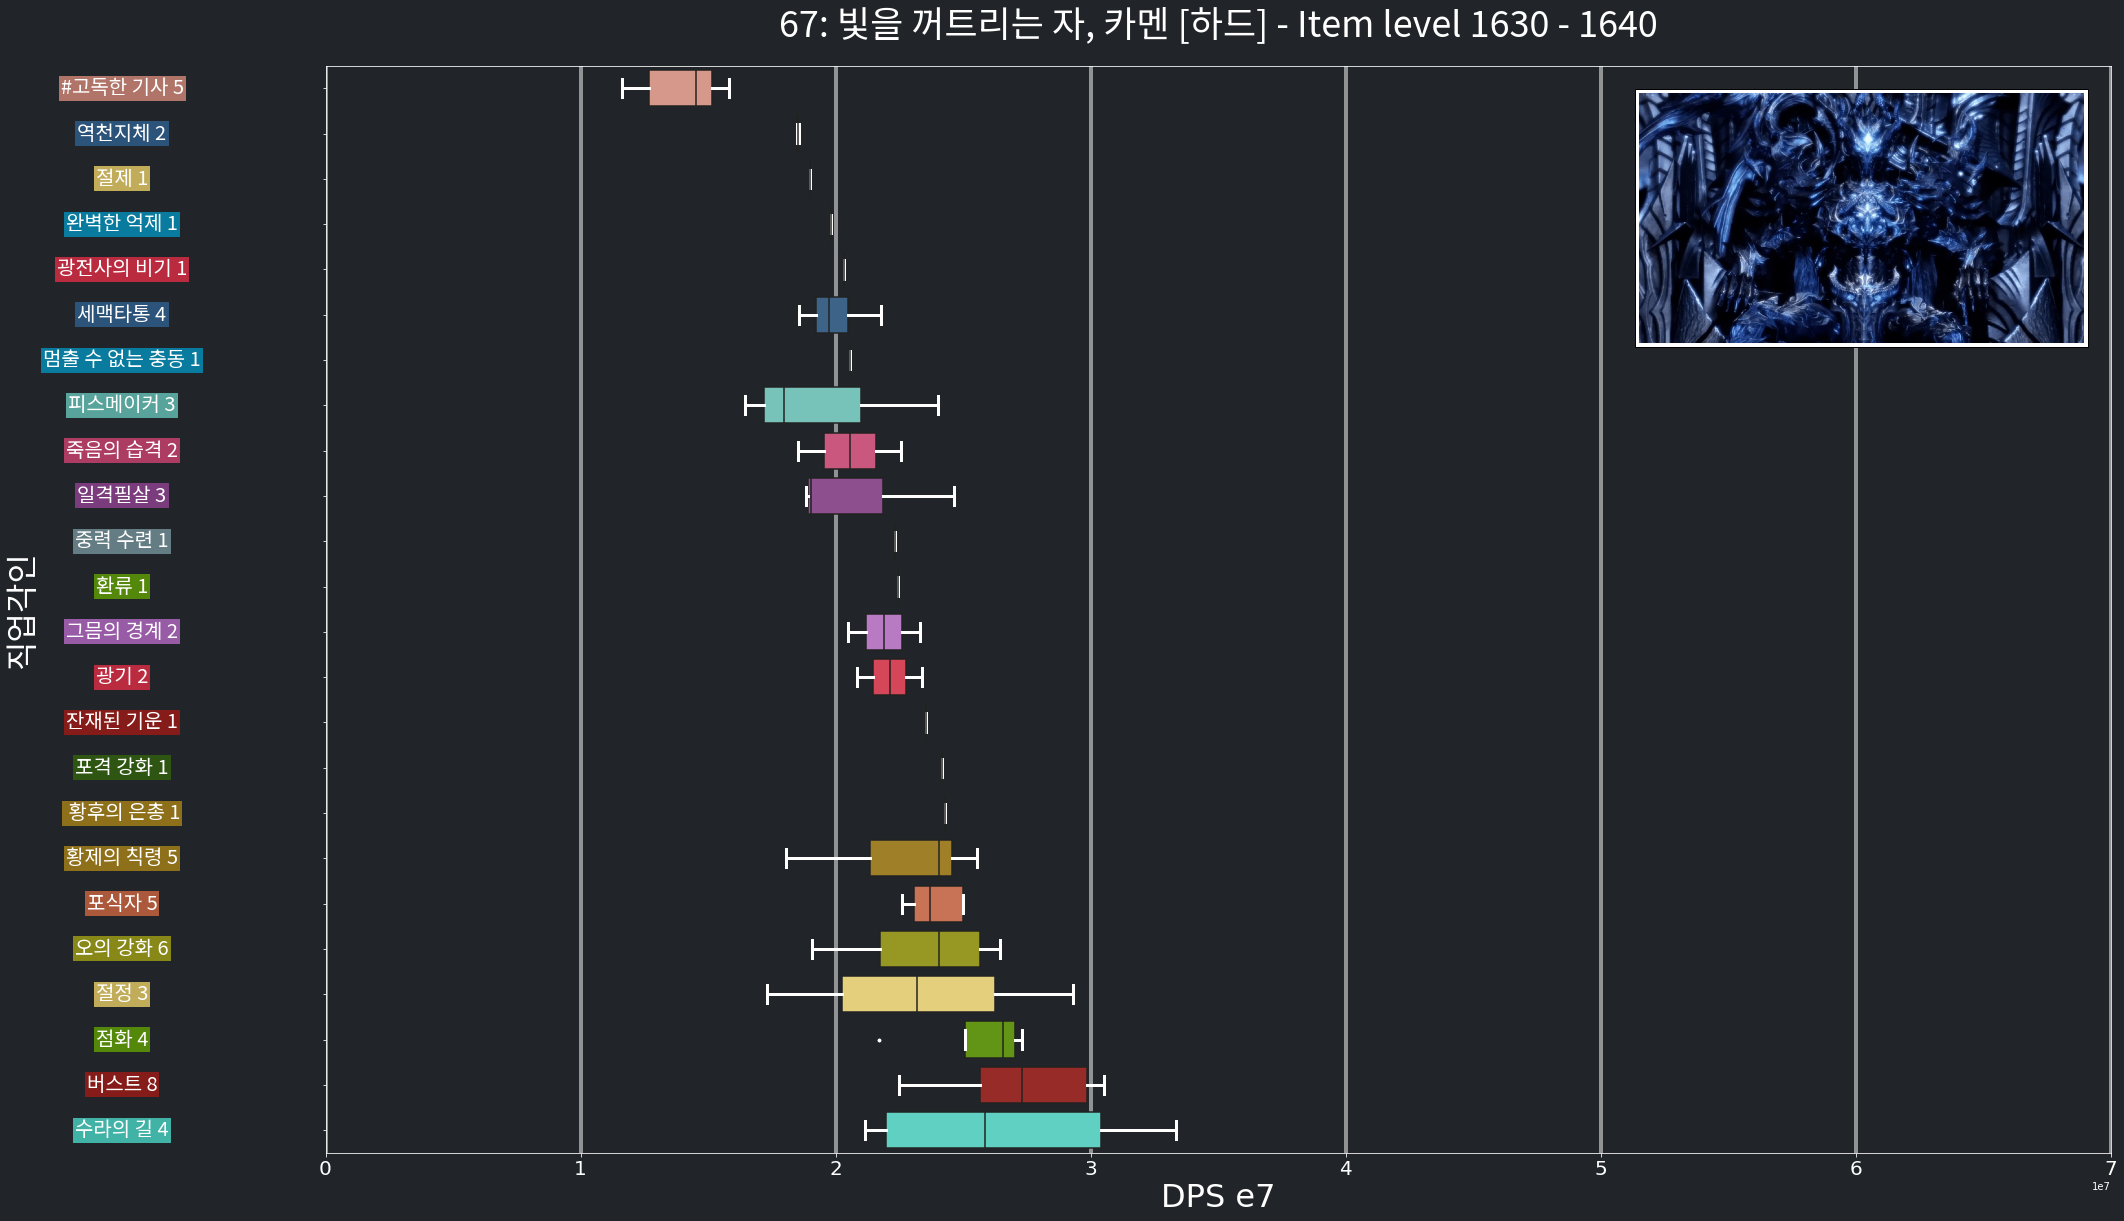 67: 빛을 꺼트리는 자, 카멘 [하드] - Item level 1630 - 1640
직업각인
#고독한 기사 5
역천지체 2
절제 1
완벽한 억제 1
광전사의 비기 1
세맥타통 4
멈출 수 없는 충동 1
피스메이커 3
죽음의 습격 2
일격필살 3
중력 수련 1
환류 1
그믐의 경계 2
광기 2
잔재된 기운 1
포격 강화 1
황후의 은총 1
황제의 칙령 5
포식자 5
오의 강화 6
절정 3
점화 4
버스트 8
수라의 길 4
0 1 2 3 4 5 6 7
1e7
DPS e7